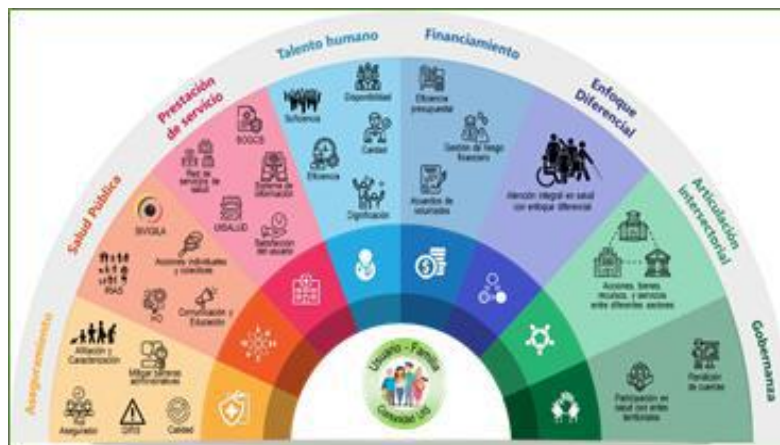 Aseguramiento
Afiliación y
Caracterización
Mitigar barreras
administrativas
Rol
Asegurador
Calidad
Salud Pública
SIVIGILA
Acciones individuales
y colectivas
RIAS
Comunicación y
Educación
Prestación
de servicio
SOGCS
Red de
servicios de
salud
Sistema de
información
Satisfacción
del usuario
Talento humano
Suficiencia
Disponibilidad
Eficiencia
Calidad
Dignificación
Financiamiento
Eficiencia
presupuestal
Gestión de riesgo
financiero
Acuerdos de
voluntades
Enfoque
Diferencial
Atención integral en salud
con enfoque diferencial
Articulación
intersectorial
Acciones, bienes,
recursos, y servicios
entre diferentes sectores
Gobernanza
Rendición
de cuentas
Participación en
salud con entes
territoriales
Usuario - Familia
Comunidad